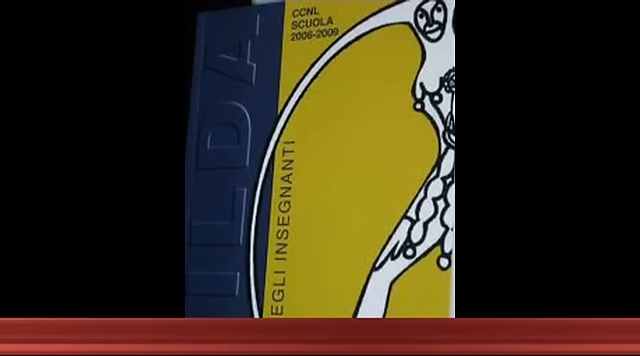 CCNL
SCUOLA
2006-2009
ILDA
EGLI INSEGNANTI